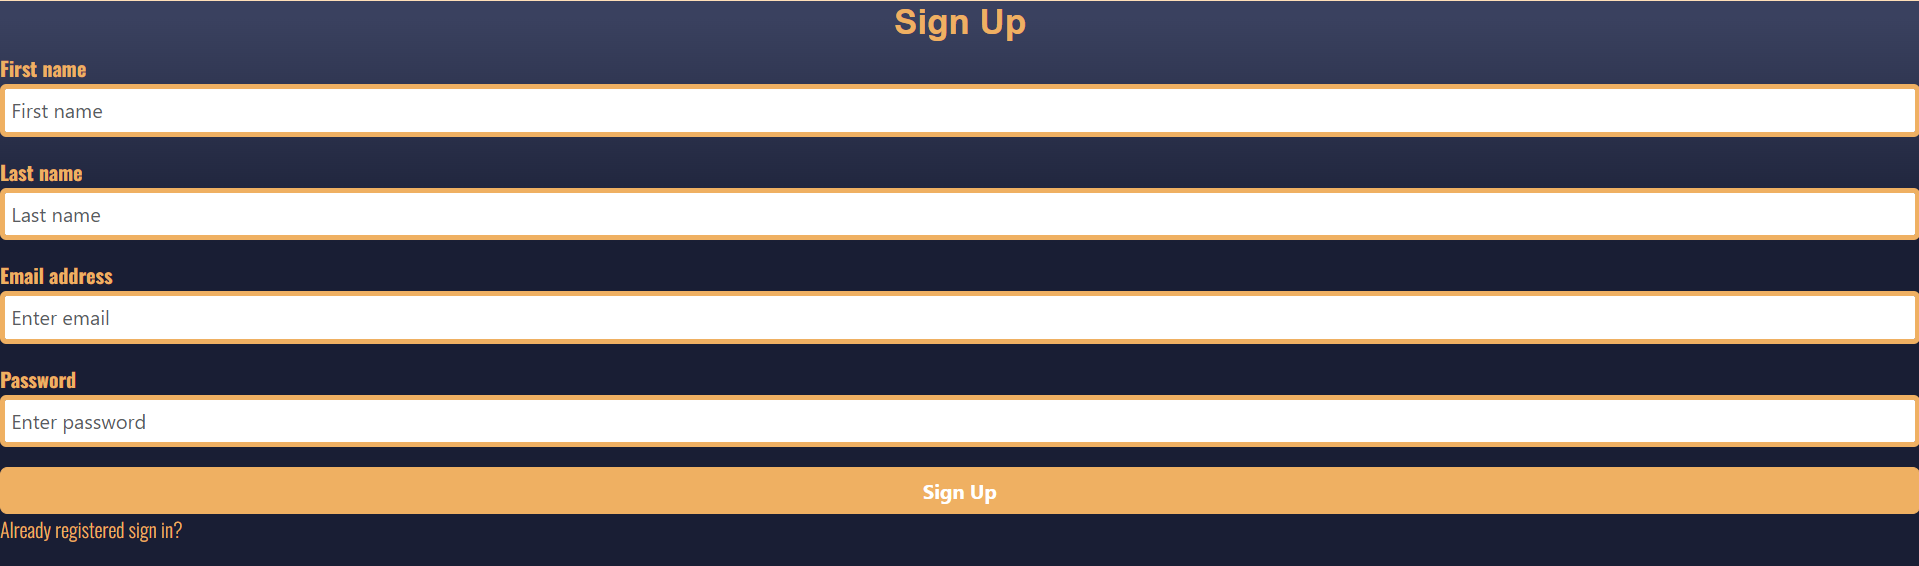 Sign Up
First name
First name
Last name
Last name
Email address
Enter email
Password
Enter password
Sign Up
Already registered sign in?